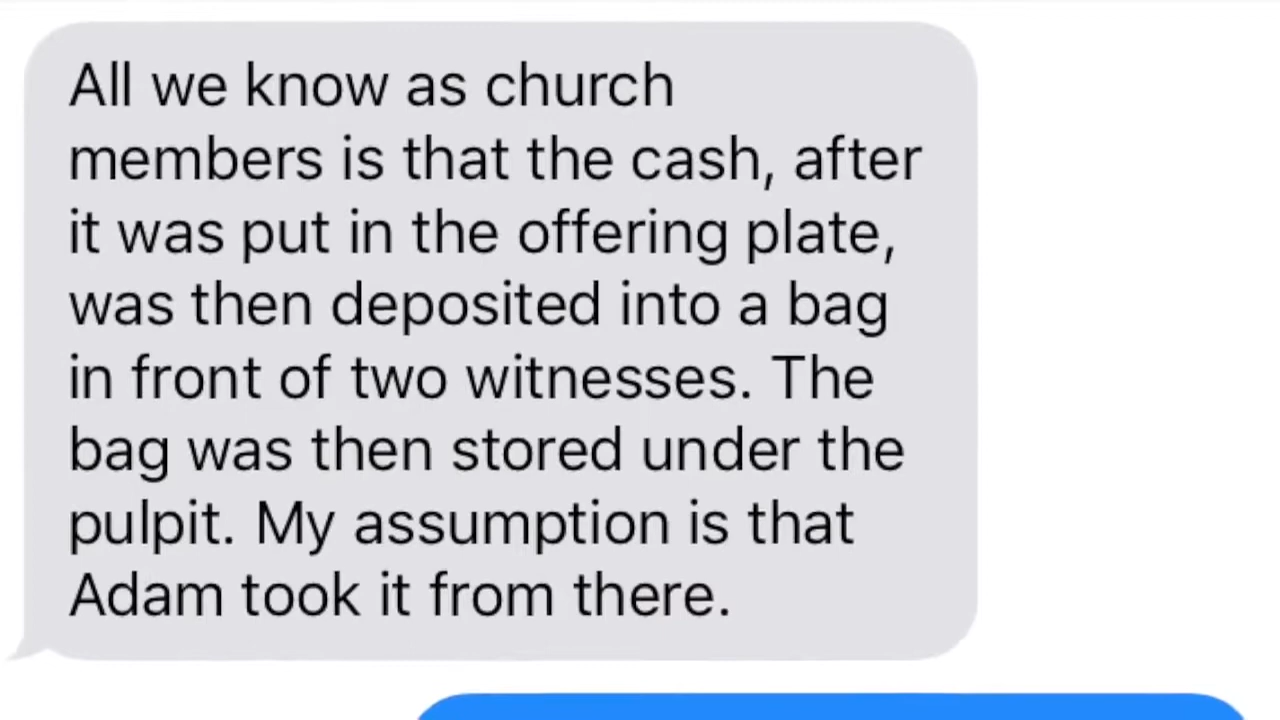 All we know as church
members is that the cash, after
it was put in the offering plate,
was then deposited into a bag
in front of two witnesses. The
bag was then stored under the
pulpit. My assumption is that
Adam took it from there.